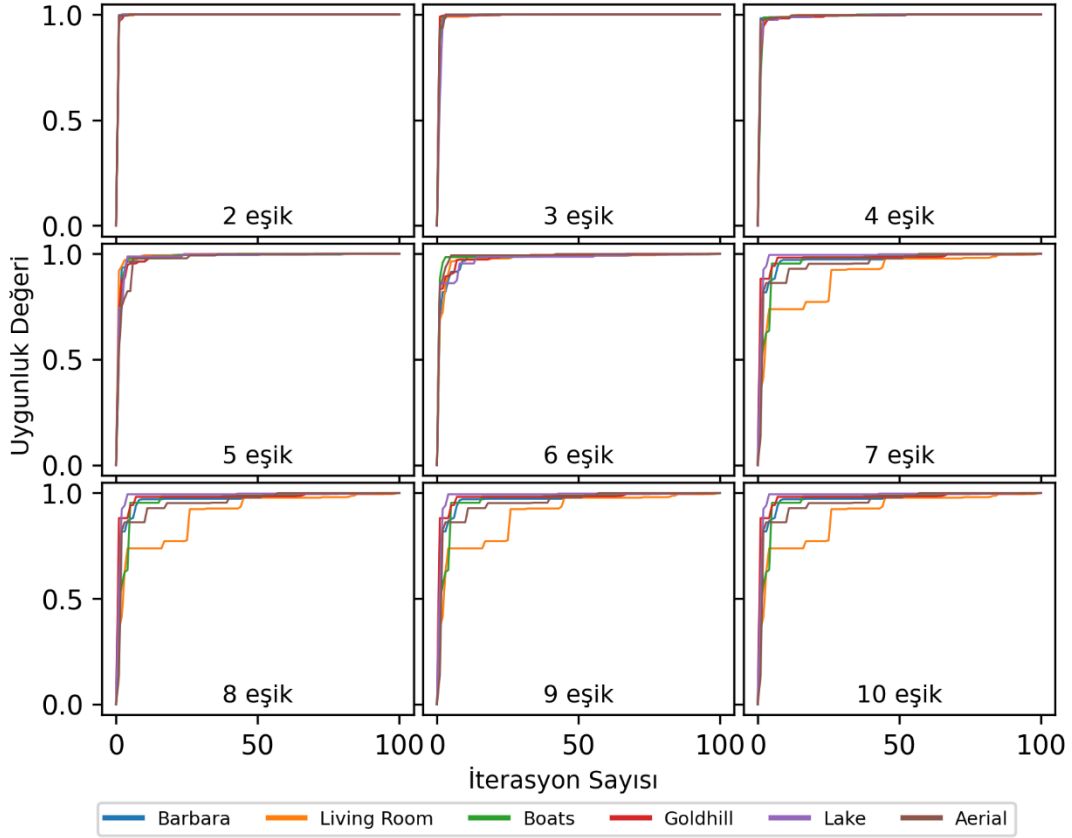 1.0
0.5
0.0
2 eşik
3 eşik
4 eşik
1.0
0.5
0.0
5 eşik
6 eşik
7 eşik
1.0
0.5
0.0
8 eşik
9 eşik
10 eşik
0 50 100 0 50 100 0 50 100
Uygunluk Değeri
İterasyon Sayısı
Barbara Living Room Boats Goldhill Lake Aerial